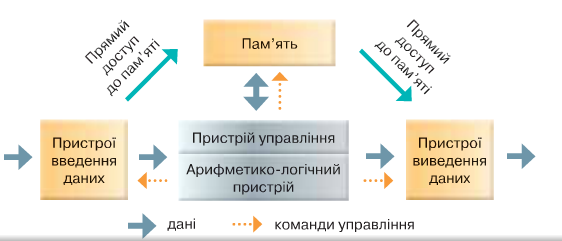 Прямий
доступ
до пам'яті
Пам'ять
Прямий
доступ
до пам'яті
Пристрої
введення
даних
Пристрій управління
Арифметико-логічний
пристрій
Пристрої
виведення
даних
дані
команди управління